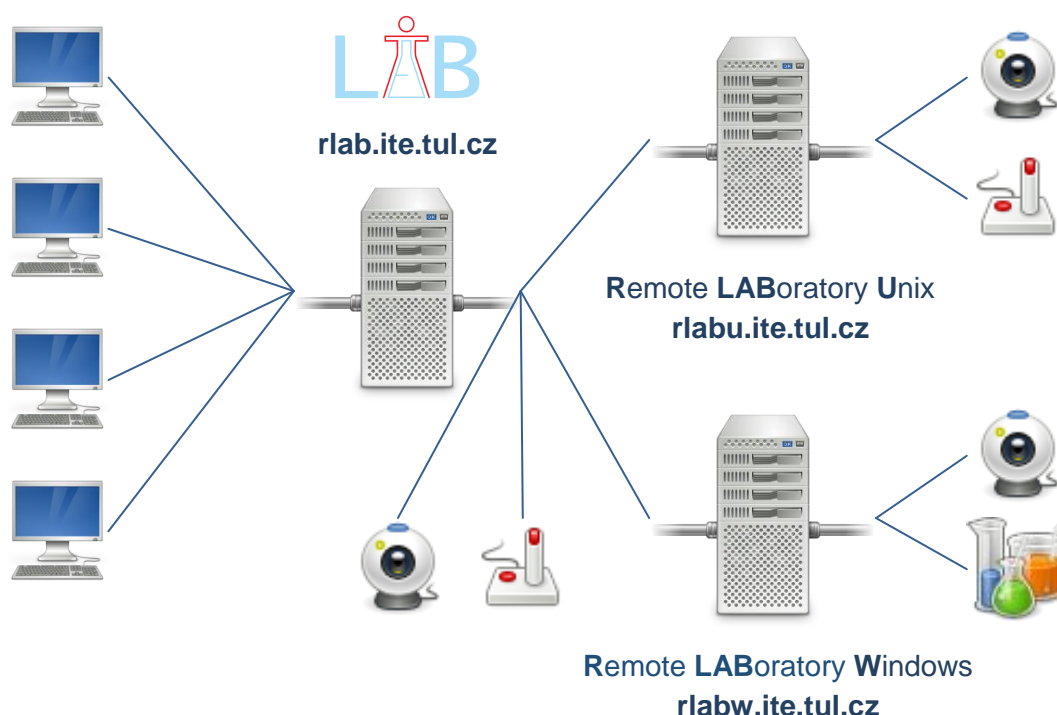 LAB
rlab.ite.tul.cz
Remote LABoratory Unix
rlabu.ite.tul.cz
Remote LABoratory Windows
rlabw.ite.tul.cz